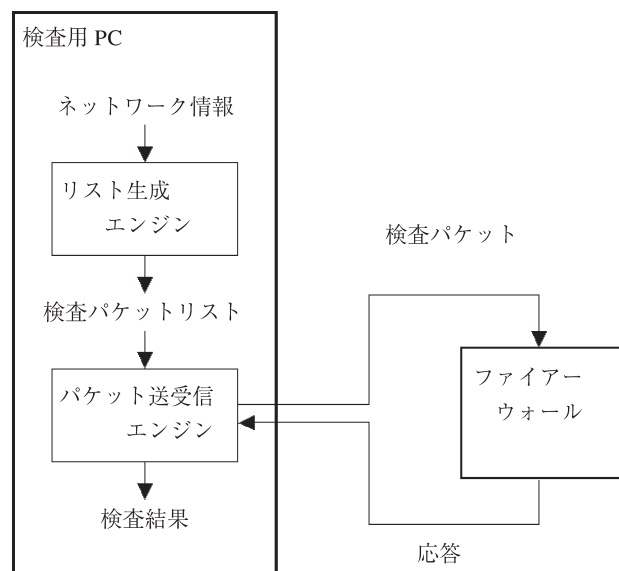 検査用 PC
ネットワーク情報
リスト生成
エンジン
検査パケットリスト
パケット送受信
エンジン
検査結果
検査パケット
ファイアー
ウォール
応答